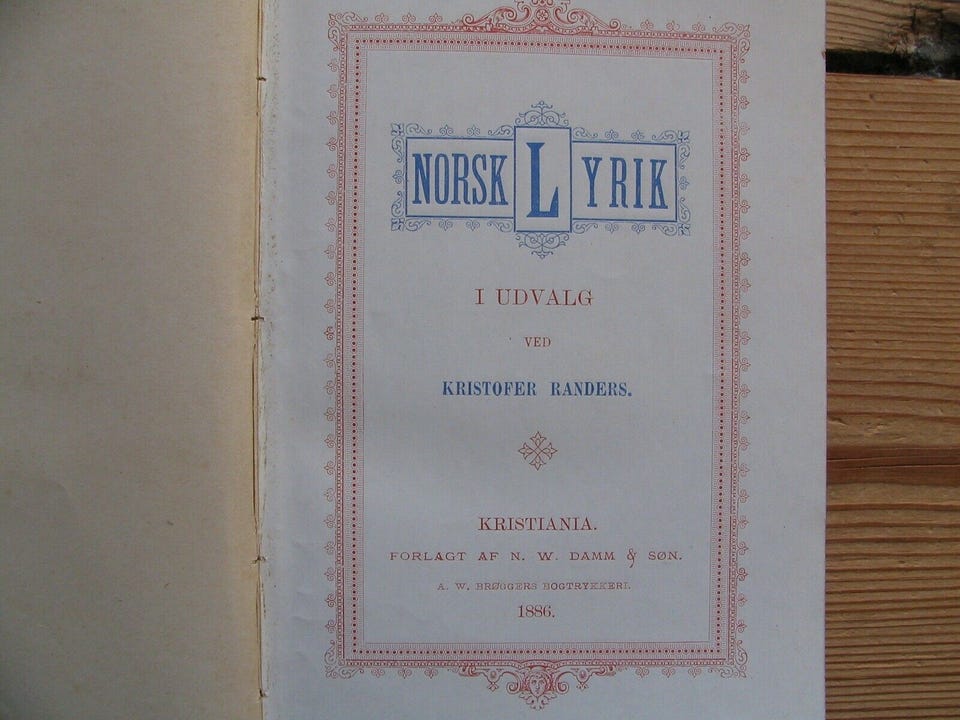 NORSK LYRIK
I UDVALG
VED
KRISTOFER RANDERS.
KRISTIANIA.
FORLAGT AF N. W. DAMM & SØN.
A. W. BRØGGERS BOGTRYKKERI.
1886.